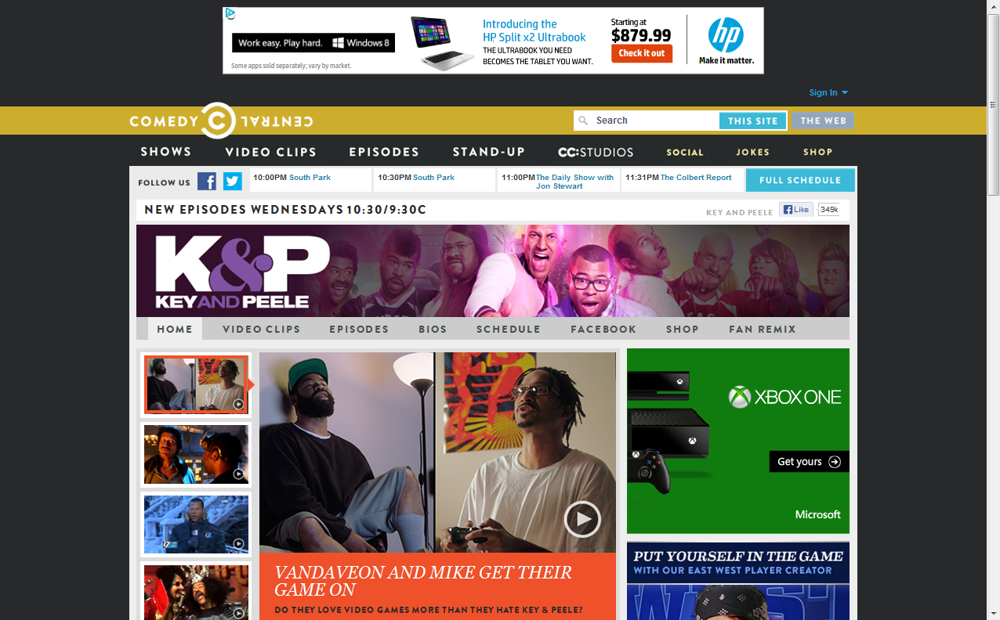 Work easy. Play hard. Windows 8
Some apps sold separately; vary by market.
Introducing the
HP Split x2 Ultrabook
THE ULTRABOOK YOU NEED
BECOMES THE TABLET YOU WANT.
Starting at
$879.99
Check it out
hp
Make it matter.
Sign In
COMEDY C CENTRAL
Search
THIS SITE
THE WEB
SHOWS VIDEO CLIPS EPISODES STAND-UP CC:STUDIOS SOCIAL JOKES SHOP
FOLLOW US
10:00PM South Park
10:30PM South Park
11:00PM The Daily Show with
Jon Stewart
11:31PM The Colbert Report
FULL SCHEDULE
NEW EPISODES WEDNESDAYS 10:30/9:30C
KEY AND PEELE
Like
349k
K&P
KEY AND PEELE
HOME VIDEO CLIPS EPISODES BIOS SCHEDULE FACEBOOK SHOP FAN REMIX
XBOX ONE
Get yours
Microsoft
VANDAVEON AND MIKE GET THEIR
GAME ON
DO THEY LOVE VIDEO GAMES MORE THAN THEY HATE KEY & PEELE?
PUT YOURSELF IN THE GAME
WITH OUR EAST WEST PLAYER CREATOR